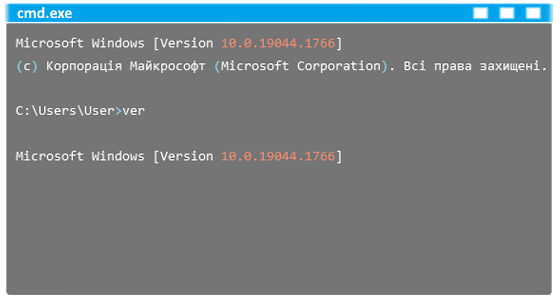 cmd.exe
Microsoft Windows [Version 10.0.19044.1766]
(c) Корпорація Майкрософт (Microsoft Corporation). Всі права захищені.
C:\Users\User>ver
Microsoft Windows [Version 10.0.19044.1766]